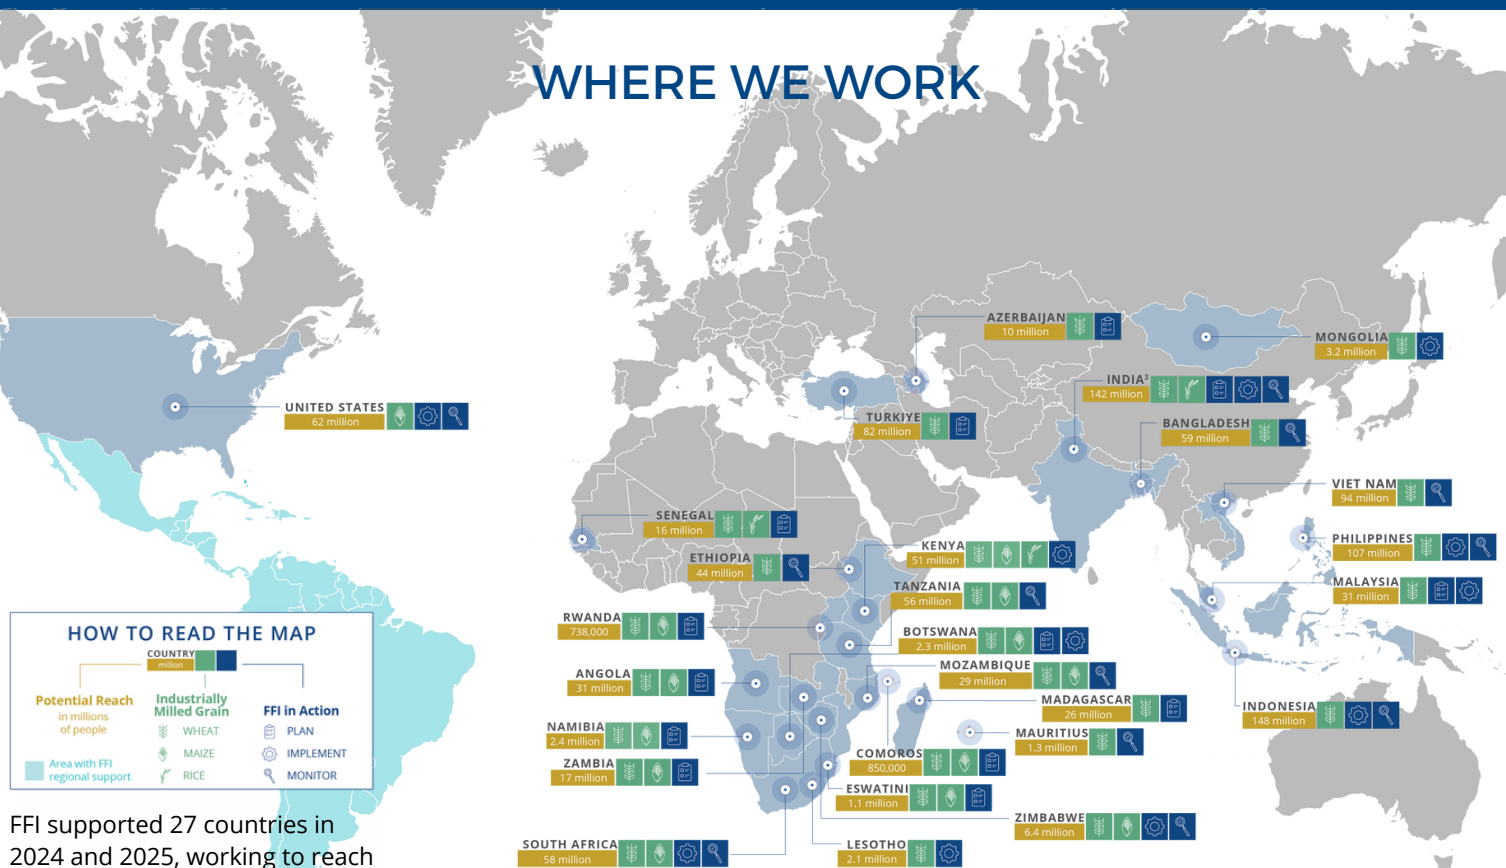 WHERE WE WORK
AZERBAIJAN
10 million
MONGOLIA
3.2 million
INDIA³
142 million
UNITED STATES
62 million
TURKIYE
82 million
BANGLADESH
59 million
VIET NAM
94 million
SENEGAL
16 million
PHILIPPINES
107 million
KENYA
51 million
ETHIOPIA
44 million
MALAYSIA
31 million
TANZANIA
56 million
RWANDA
738,000
BOTSWANA
2.3 million
MOZAMBIQUE
29 million
ANGOLA
31 million
MADAGASCAR
26 million
INDONESIA
148 million
NAMIBIA
2.4 million
MAURITIUS
1.3 million
COMOROS
850,000
ZAMBIA
17 million
ESWATINI
1.1 million
ZIMBABWE
6.4 million
SOUTH AFRICA
58 million
LESOTHO
2.1 million
HOW TO READ THE MAP
COUNTRY
million
Potential Reach
in millions
of people
Industrially
Milled Grain
WHEAT
MAIZE
RICE
FFI in Action
PLAN
IMPLEMENT
MONITOR
Area with FFI
regional support
FFI supported 27 countries in
2024 and 2025, working to reach